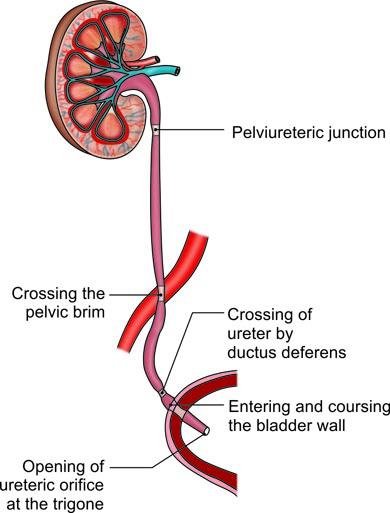 Pelviureteric junction
Crossing the
pelvic brim
Crossing of
ureter by
ductus deferens
Entering and coursing
the bladder wall
Opening of
ureteric orifice
at the trigone